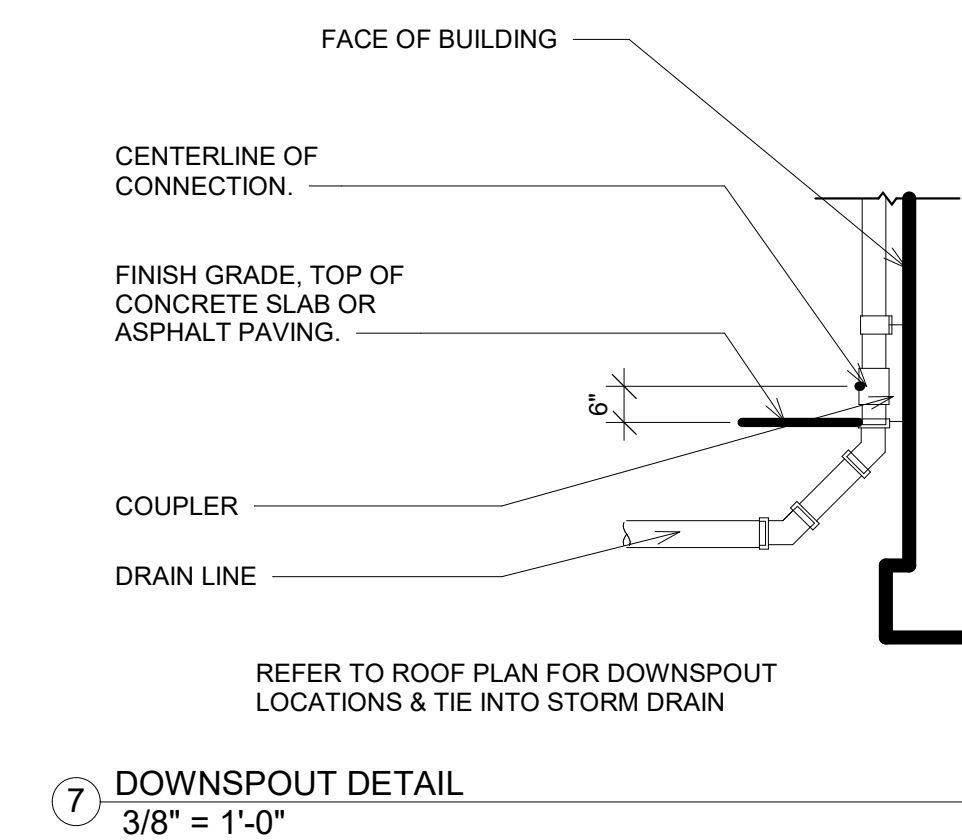 FACE OF BUILDING
CENTERLINE OF
CONNECTION.
FINISH GRADE, TOP OF
CONCRETE SLAB OR
ASPHALT PAVING.
6"
COUPLER
DRAIN LINE
REFER TO ROOF PLAN FOR DOWNSPOUT
LOCATIONS & TIE INTO STORM DRAIN
7 DOWNSPOUT DETAIL
3/8" = 1'-0"